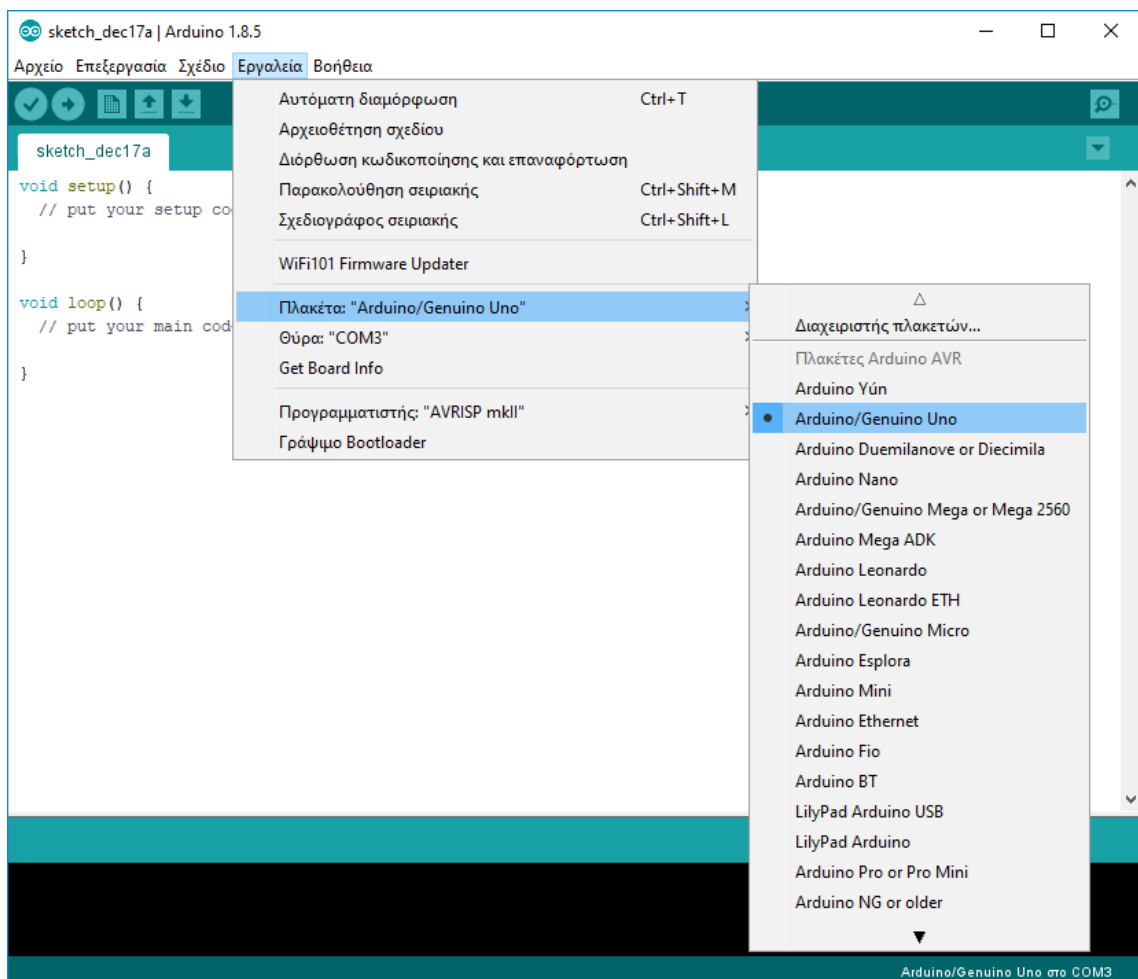 sketch_dec17a | Arduino 1.8.5
Αρχείο Επεξεργασία Σχέδιο Εργαλεία Βοήθεια
sketch_dec17a
void setup() {
// put your setup co
}
void loop() {
// put your main cod
}
Αυτόματη διαμόρφωση Ctrl+T
Αρχειοθέτηση σχεδίου
Διόρθωση κωδικοποίησης και επαναφόρτωση
Παρακολούθηση σειριακής Ctrl+Shift+M
Σχεδιογράφος σειριακής Ctrl+Shift+L
WiFi101 Firmware Updater
Πλακέτα: "Arduino/Genuino Uno"
Θύρα: "COM3"
Get Board Info
Προγραμματιστής: "AVRISP mkII"
Γράψιμο Bootloader
Διαχειριστής πλακετών...
Πλακέτες Arduino AVR
Arduino Yún
Arduino/Genuino Uno
Arduino Duemilanove or Diecimila
Arduino Nano
Arduino/Genuino Mega or Mega 2560
Arduino Mega ADK
Arduino Leonardo
Arduino Leonardo ETH
Arduino/Genuino Micro
Arduino Esplora
Arduino Mini
Arduino Ethernet
Arduino Fio
Arduino BT
LilyPad Arduino USB
LilyPad Arduino
Arduino Pro or Pro Mini
Arduino NG or older
Arduino/Genuino Uno στο COM3